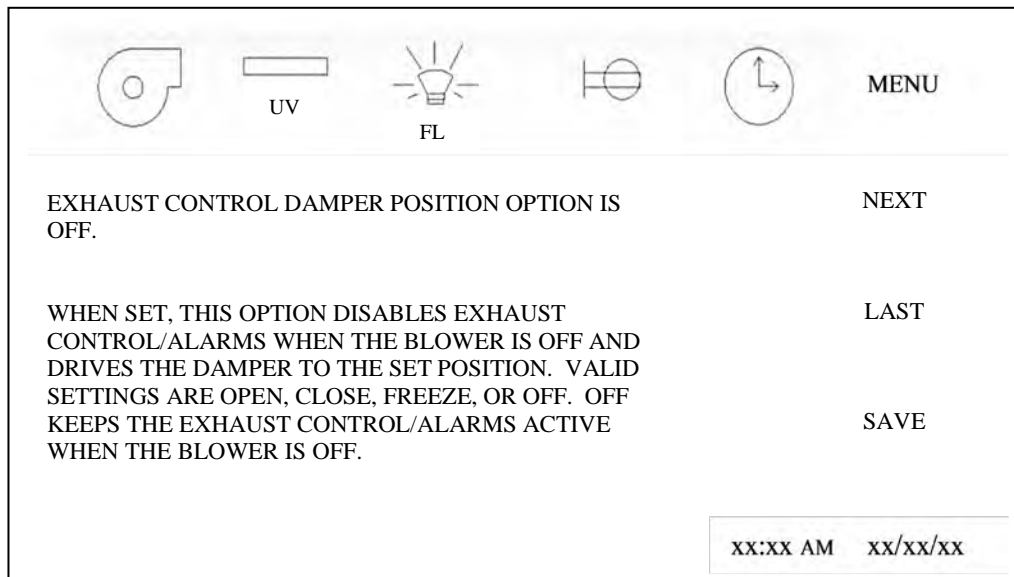 UV
FL
MENU
EXHAUST CONTROL DAMPER POSITION OPTION IS
OFF.
NEXT
WHEN SET, THIS OPTION DISABLES EXHAUST
CONTROL/ALARMS WHEN THE BLOWER IS OFF AND
DRIVES THE DAMPER TO THE SET POSITION. VALID
SETTINGS ARE OPEN, CLOSE, FREEZE, OR OFF. OFF
KEEPS THE EXHAUST CONTROL/ALARMS ACTIVE
WHEN THE BLOWER IS OFF.
LAST
SAVE
xx:xx AM xx/xx/xx